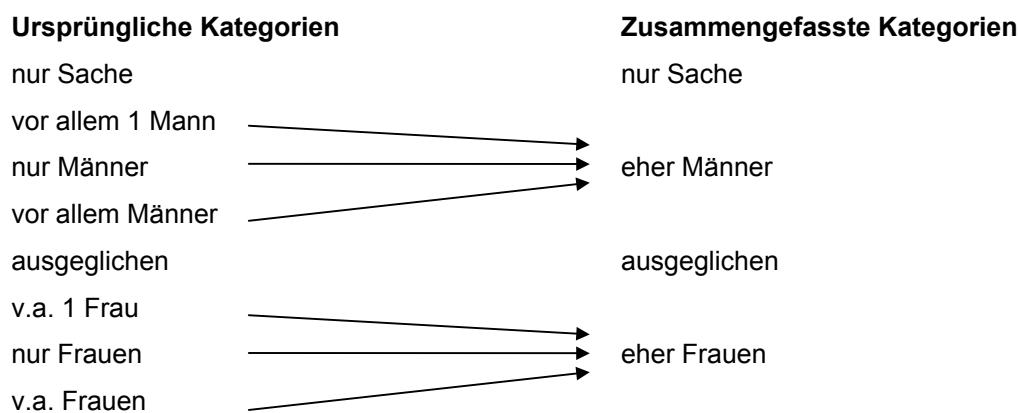 Ursprüngliche Kategorien Zusammengefasste Kategorien
nur Sache nur Sache
vor allem 1 Mann
nur Männer eher Männer
vor allem Männer
ausgeglichen ausgeglichen
v.a. 1 Frau
nur Frauen eher Frauen
v.a. Frauen